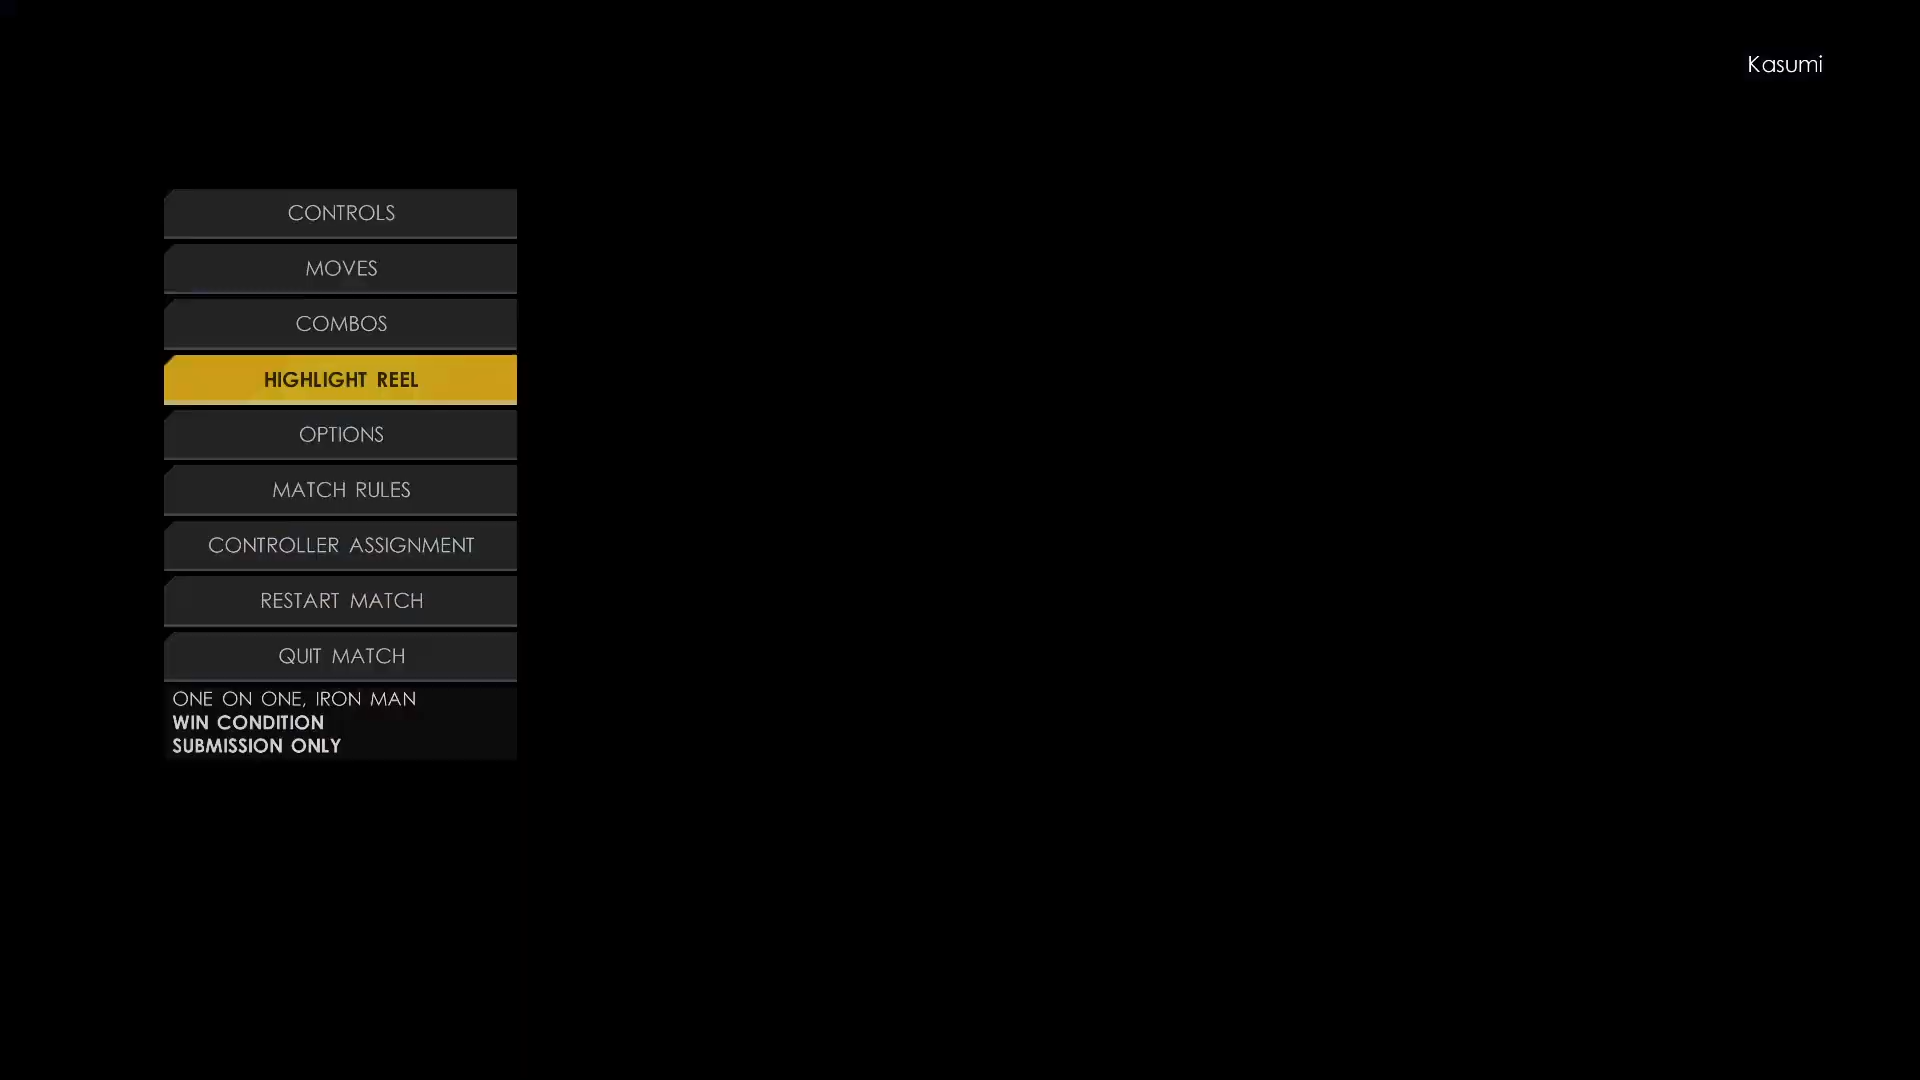 Kasumi
CONTROLS
MOVES
COMBOS
HIGHLIGHT REEL
OPTIONS
MATCH RULES
CONTROLLER ASSIGNMENT
RESTART MATCH
QUIT MATCH
ONE ON ONE, IRON MAN
WIN CONDITION
SUBMISSION ONLY